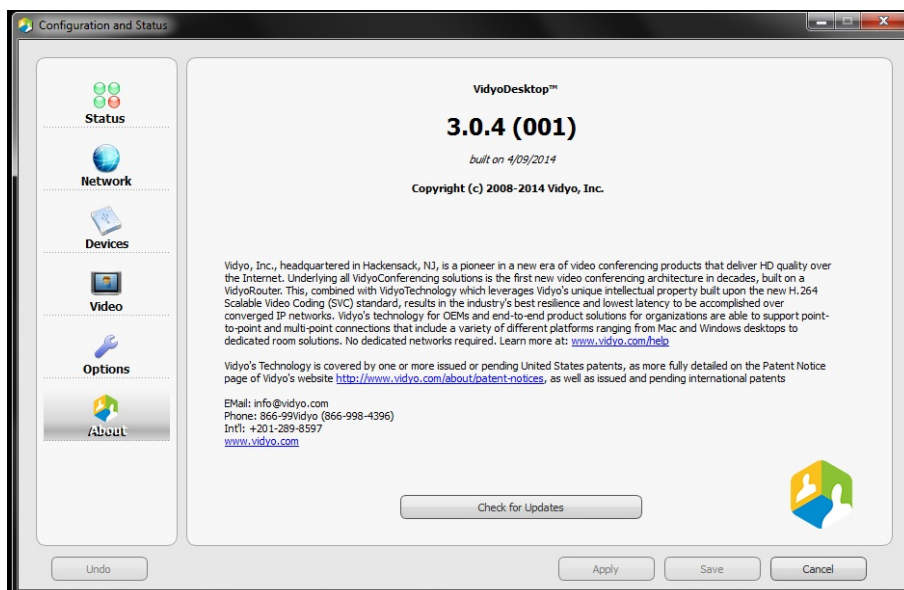 Configuration and Status
Status
Network
Devices
Video
Options
About
VidyoDesktop™
3.0.4 (001)
built on 4/09/2014
Copyright (c) 2008-2014 Vidyo, Inc.
Vidyo, Inc., headquartered in Hackensack, NJ, is a pioneer in a new era of video conferencing products that deliver HD quality over
the Internet. Underlying all VidyoConferencing solutions is the first new video conferencing architecture in decades, built on a
VidyoRouter. This, combined with VidyoTechnology which leverages Vidyo's unique intellectual property built upon the new H.264
Scalable Video Coding (SVC) standard, results in the industry's best resilience and lowest latency to be accomplished over
converged IP networks. Vidyo's technology for OEMs and end-to-end product solutions for organizations are able to support point-
to-point and multi-point connections that include a variety of different platforms ranging from Mac and Windows desktops to
dedicated room solutions. No dedicated networks required. Learn more at: www.vidyo.com/help
Vidyo's Technology is covered by one or more issued or pending United States patents, as more fully detailed on the Patent Notice
page of Vidyo's website http://www.vidyo.com/about/patent-notices, as well as issued and pending international patents
EMail: info@vidyo.com
Phone: 866-99Vidyo (866-998-4396)
Int'l: +201-289-8597
www.vidyo.com
Check for Updates
Undo
Apply
Save
Cancel